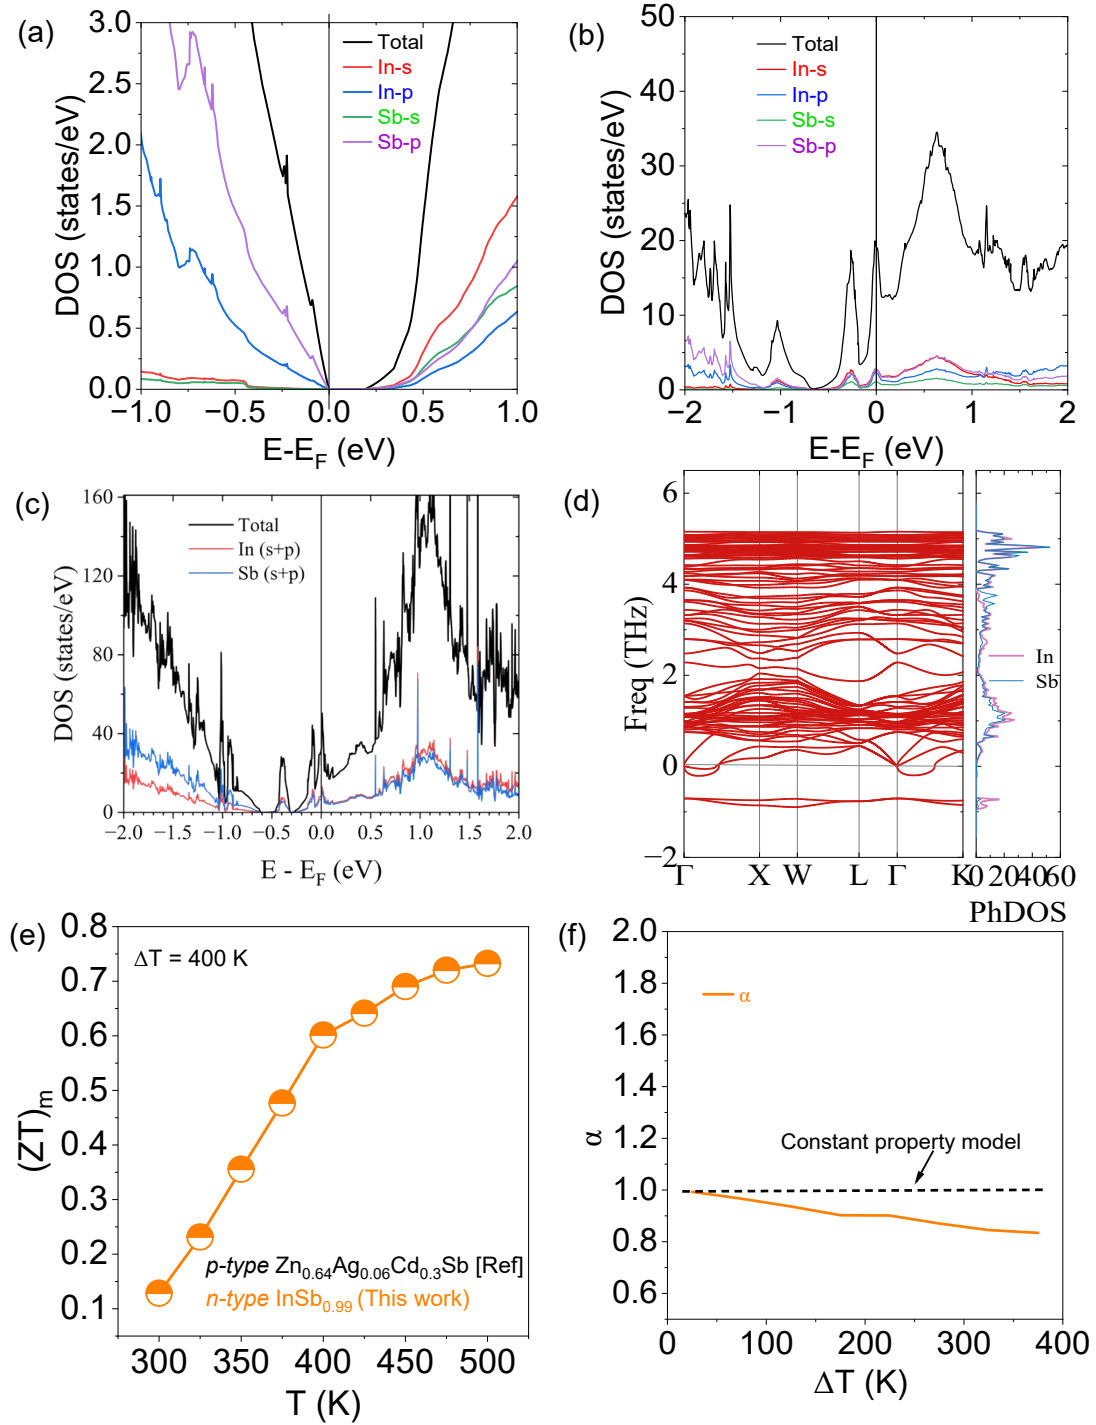 (a)
3.0
2.5
2.0
1.5
1.0
0.5
0.0
DOS (states/eV)
Total
In-s
In-p
Sb-s
Sb-p
−1.0 −0.5 0.0 0.5 1.0
E-E_F (eV)
(b)
50
40
30
20
10
0
DOS (states/eV)
Total
In-s
In-p
Sb-s
Sb-p
−2 −1 0 1 2
E-E_F (eV)
(c)
160
120
80
40
0
DOS (states/eV)
Total
In (s+p)
Sb (s+p)
−2.0 −1.5 −1.0 −0.5 0.0 0.5 1.0 1.5 2.0
E - E_F (eV)
(d)
6
4
2
0
−2
Freq (THz)
In
Sb
Γ X W L Γ K
0 20 40 60
PhDOS
(e)
0.8
0.7
0.6
0.5
0.4
0.3
0.2
0.1
(ZT)_m
ΔT = 400 K
p-type Zn_0.64Ag_0.06Cd_0.3Sb [Ref]
n-type InSb_0.99 (This work)
300 350 400 450 500
T (K)
(f)
2.0
1.8
1.6
1.4
1.2
1.0
0.8
0.6
α
α
Constant property model
0 100 200 300 400
ΔT (K)